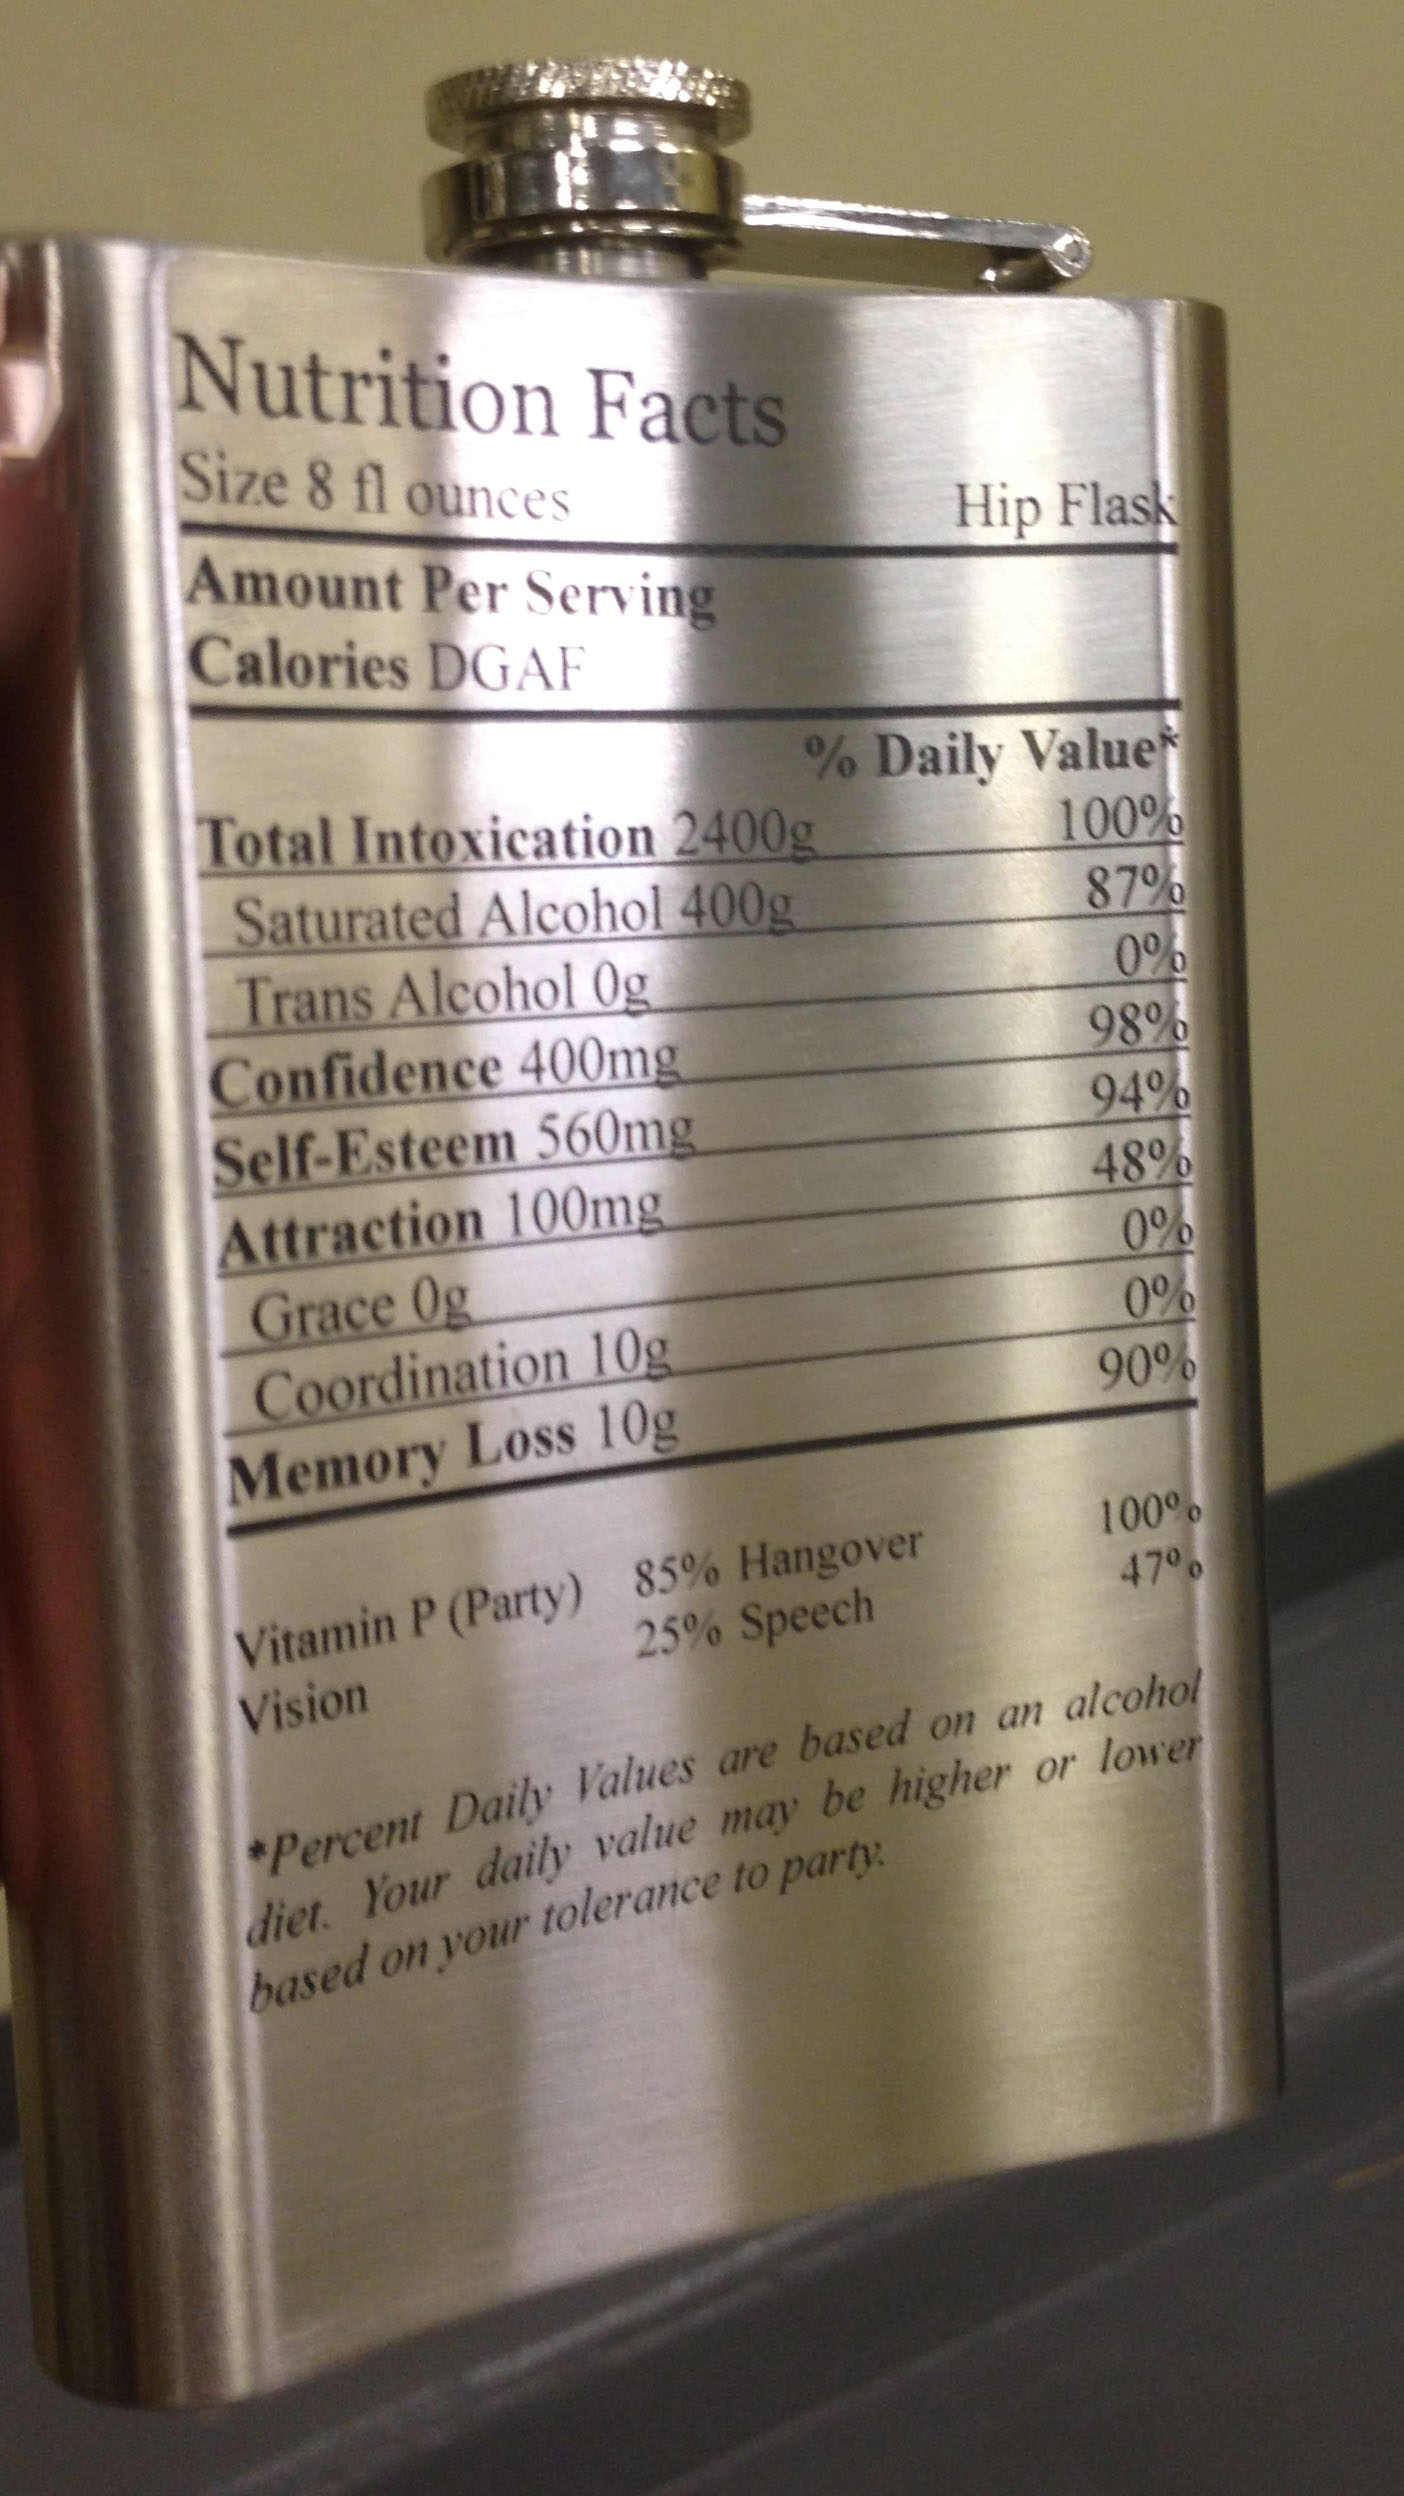 Nutrition Facts
Size 8 fl ounces Hip Flask
Amount Per Serving
Calories DGAF
% Daily Value*
Total Intoxication 2400g 100%
Saturated Alcohol 400g 87%
Trans Alcohol 0g 0%
Confidence 400mg 98%
Self-Esteem 560mg 94%
Attraction 100mg 48%
Grace 0g 0%
Coordination 10g 0%
Memory Loss 10g 90%
Vitamin P (Party) 85% Hangover 100%
Vision 25% Speech 47%
*Percent Daily Values are based on an alcohol
diet. Your daily value may be higher or lower
based on your tolerance to party.